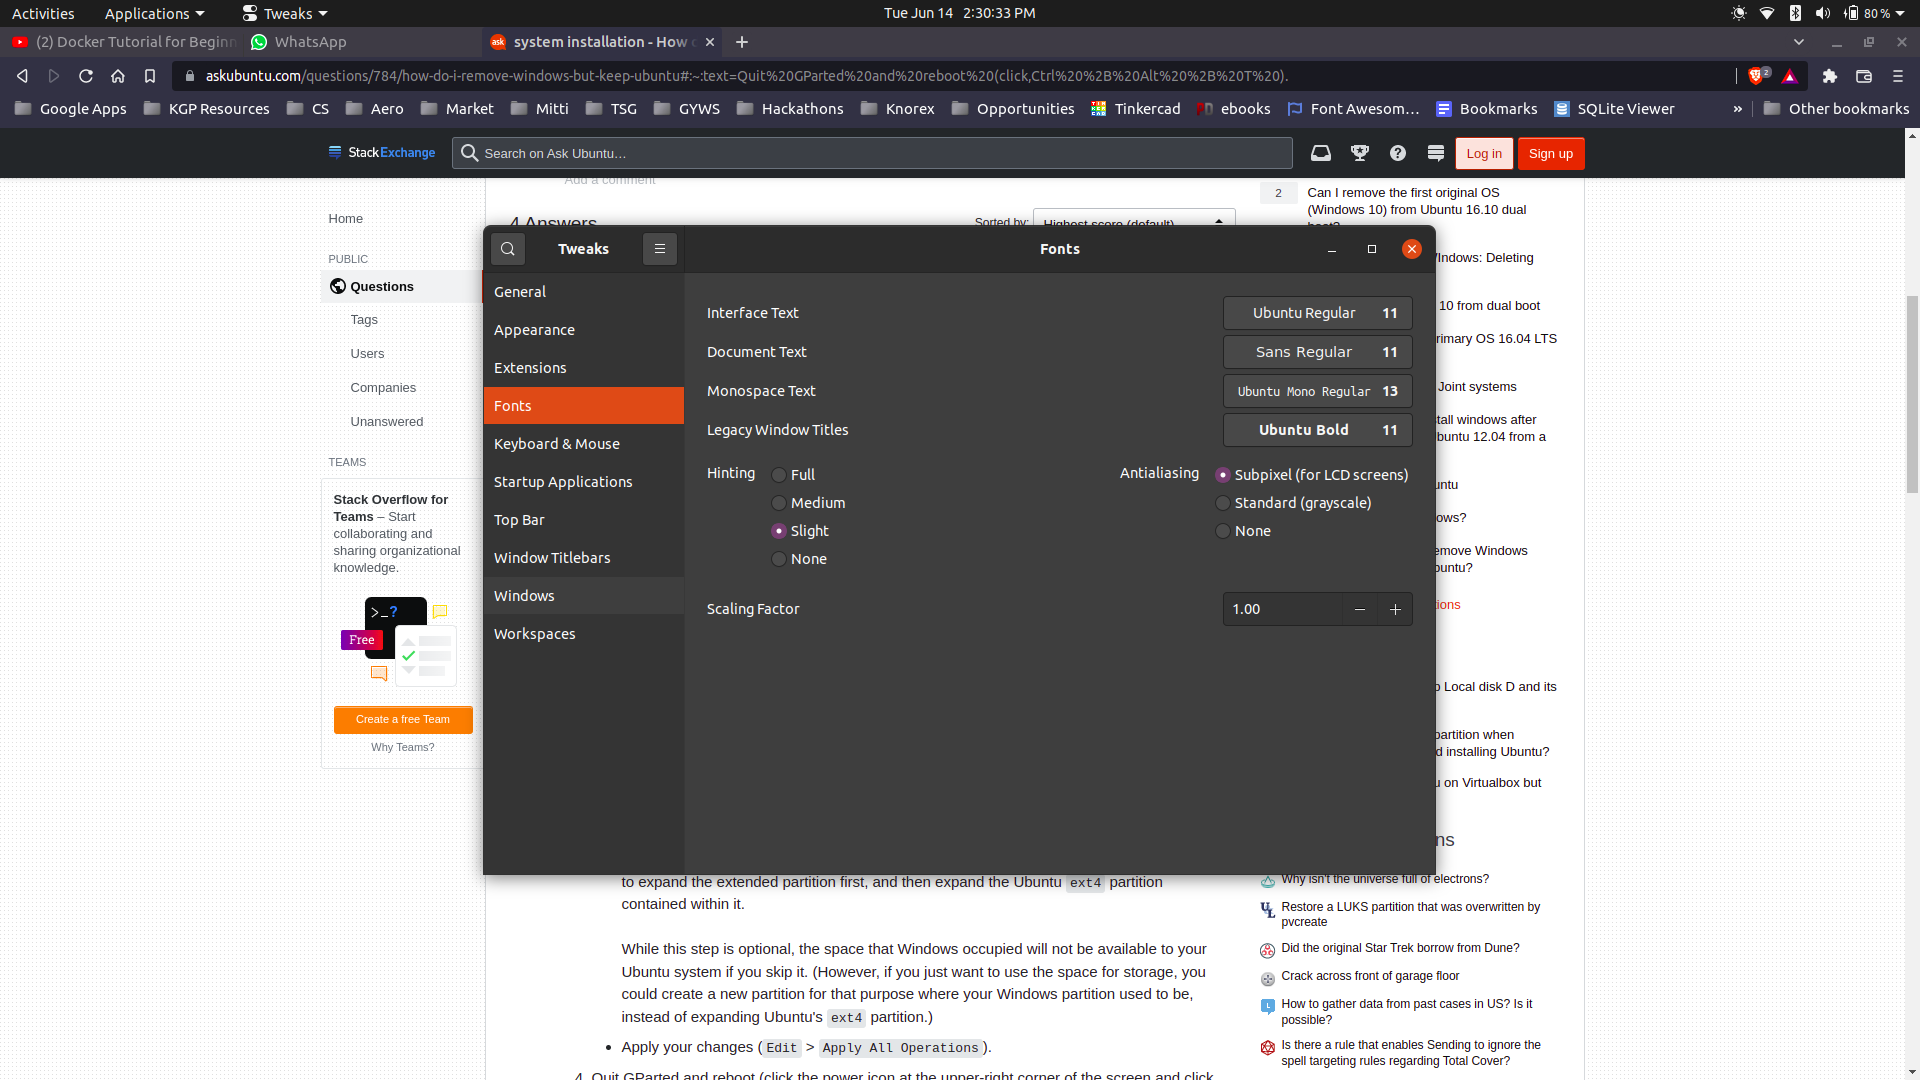 Activities Applications Tweaks Tue Jun 14 2:30:33 PM 80 %
(2) Docker Tutorial for Beginn WhatsApp system installation - How
askubuntu.com/questions/784/how-do-i-remove-windows-but-keep-ubuntu#:~:text=Quit%20GParted%20and%20reboot%20(click,Ctrl%20%2B%20Alt%20%2B%20T%20). 2
Google Apps KGP Resources CS Aero Market Mitti TSG GYWS Hackathons Knorex Opportunities Tinkercad ebooks Font Awesom… Bookmarks SQLite Viewer » Other bookmarks
StackExchange Search on Ask Ubuntu… Log in Sign up
Add a comment
4 Answers
Sorted by:
Highest score (default)
Home
PUBLIC
Questions
Tags
Users
Companies
Unanswered
TEAMS
Stack Overflow for
Teams – Start
collaborating and
sharing organizational
knowledge.
>_?
Free
Create a free Team
Why Teams?
Tweaks
Fonts
General
Appearance
Extensions
Fonts
Keyboard & Mouse
Startup Applications
Top Bar
Window Titlebars
Windows
Workspaces
Interface Text Ubuntu Regular 11
Document Text Sans Regular 11
Monospace Text Ubuntu Mono Regular 13
Legacy Window Titles Ubuntu Bold 11
Hinting
Full
Medium
Slight
None
Antialiasing
Subpixel (for LCD screens)
Standard (grayscale)
None
Scaling Factor 1.00
2 Can I remove the first original OS
(Windows 10) from Ubuntu 16.10 dual
boot?
: Deleting
10 from dual boot
OS 16.04 LTS
Joint systems
windows after
12.04 from a
Windows
Local disk D and its
partition when
installing Ubuntu?
on Virtualbox but
to expand the extended partition first, and then expand the Ubuntu ext4 partition
contained within it.
While this step is optional, the space that Windows occupied will not be available to your
Ubuntu system if you skip it. (However, if you just want to use the space for storage, you
could create a new partition for that purpose where your Windows partition used to be,
instead of expanding Ubuntu's ext4 partition.)
• Apply your changes (Edit > Apply All Operations).
4. Quit GParted and reboot (click the power icon at the upper-right corner of the screen and click
Why isn't the universe full of electrons?
Restore a LUKS partition that was overwritten by
pvcreate
Did the original Star Trek borrow from Dune?
Crack across front of garage floor
How to gather data from past cases in US? Is it
possible?
Is there a rule that enables Sending to ignore the
spell targeting rules regarding Total Cover?